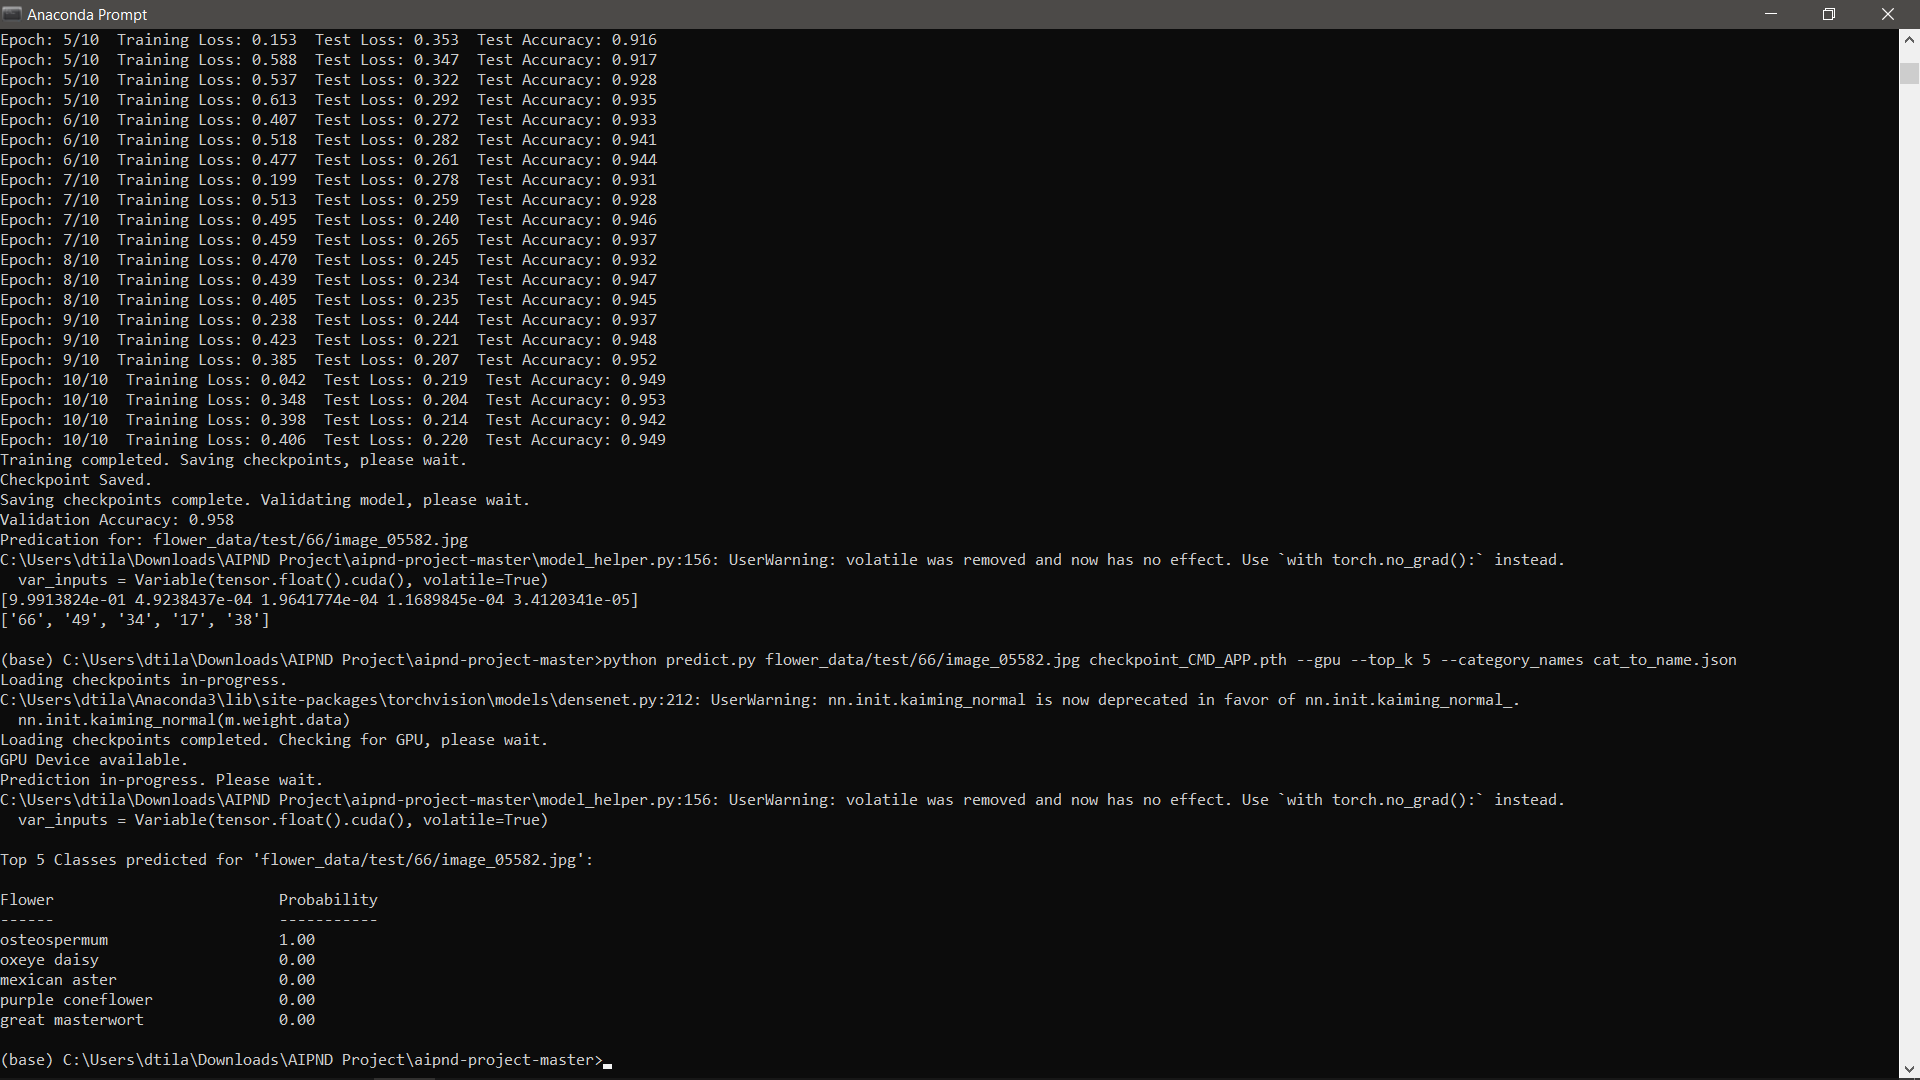 Anaconda Prompt
Epoch: 5/10  Training Loss: 0.153  Test Loss: 0.353  Test Accuracy: 0.916
Epoch: 5/10  Training Loss: 0.588  Test Loss: 0.347  Test Accuracy: 0.917
Epoch: 5/10  Training Loss: 0.537  Test Loss: 0.322  Test Accuracy: 0.928
Epoch: 5/10  Training Loss: 0.613  Test Loss: 0.292  Test Accuracy: 0.935
Epoch: 6/10  Training Loss: 0.407  Test Loss: 0.272  Test Accuracy: 0.933
Epoch: 6/10  Training Loss: 0.518  Test Loss: 0.282  Test Accuracy: 0.941
Epoch: 6/10  Training Loss: 0.477  Test Loss: 0.261  Test Accuracy: 0.944
Epoch: 7/10  Training Loss: 0.199  Test Loss: 0.278  Test Accuracy: 0.931
Epoch: 7/10  Training Loss: 0.513  Test Loss: 0.259  Test Accuracy: 0.928
Epoch: 7/10  Training Loss: 0.495  Test Loss: 0.240  Test Accuracy: 0.946
Epoch: 7/10  Training Loss: 0.459  Test Loss: 0.265  Test Accuracy: 0.937
Epoch: 8/10  Training Loss: 0.470  Test Loss: 0.245  Test Accuracy: 0.932
Epoch: 8/10  Training Loss: 0.439  Test Loss: 0.234  Test Accuracy: 0.947
Epoch: 8/10  Training Loss: 0.405  Test Loss: 0.235  Test Accuracy: 0.945
Epoch: 9/10  Training Loss: 0.238  Test Loss: 0.244  Test Accuracy: 0.937
Epoch: 9/10  Training Loss: 0.423  Test Loss: 0.221  Test Accuracy: 0.948
Epoch: 9/10  Training Loss: 0.385  Test Loss: 0.207  Test Accuracy: 0.952
Epoch: 10/10  Training Loss: 0.042  Test Loss: 0.219  Test Accuracy: 0.949
Epoch: 10/10  Training Loss: 0.348  Test Loss: 0.204  Test Accuracy: 0.953
Epoch: 10/10  Training Loss: 0.398  Test Loss: 0.214  Test Accuracy: 0.942
Epoch: 10/10  Training Loss: 0.406  Test Loss: 0.220  Test Accuracy: 0.949
Training completed. Saving checkpoints, please wait.
Checkpoint Saved.
Saving checkpoints complete. Validating model, please wait.
Validation Accuracy: 0.958
Predication for: flower_data/test/66/image_05582.jpg
C:\Users\dtila\Downloads\AIPND Project\aipnd-project-master\model_helper.py:156: UserWarning: volatile was removed and now has no effect. Use `with torch.no_grad():` instead.
  var_inputs = Variable(tensor.float().cuda(), volatile=True)
[9.9913824e-01 4.9238437e-04 1.9641774e-04 1.1689845e-04 3.4120341e-05]
['66', '49', '34', '17', '38']
(base) C:\Users\dtila\Downloads\AIPND Project\aipnd-project-master>python predict.py flower_data/test/66/image_05582.jpg checkpoint_CMD_APP.pth --gpu --top_k 5 --category_names cat_to_name.json
Loading checkpoints in-progress.
C:\Users\dtila\Anaconda3\lib\site-packages\torchvision\models\densenet.py:212: UserWarning: nn.init.kaiming_normal is now deprecated in favor of nn.init.kaiming_normal_.
  nn.init.kaiming_normal(m.weight.data)
Loading checkpoints completed. Checking for GPU, please wait.
GPU Device available.
Prediction in-progress. Please wait.
C:\Users\dtila\Downloads\AIPND Project\aipnd-project-master\model_helper.py:156: UserWarning: volatile was removed and now has no effect. Use `with torch.no_grad():` instead.
  var_inputs = Variable(tensor.float().cuda(), volatile=True)
Top 5 Classes predicted for 'flower_data/test/66/image_05582.jpg':
Flower                         Probability
------                         -----------
osteospermum                   1.00
oxeye daisy                    0.00
mexican aster                  0.00
purple coneflower              0.00
great masterwort               0.00
(base) C:\Users\dtila\Downloads\AIPND Project\aipnd-project-master>